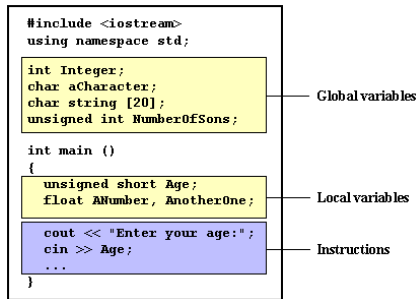 #include <iostream>
using namespace std;
int Integer;
char aCharacter;
char string [20];
unsigned int NumberOfSons;
Global variables
int main ()
{
unsigned short Age;
float ANumber, AnotherOne;
Local variables
cout << "Enter your age:";
cin >> Age;
...
Instructions
}